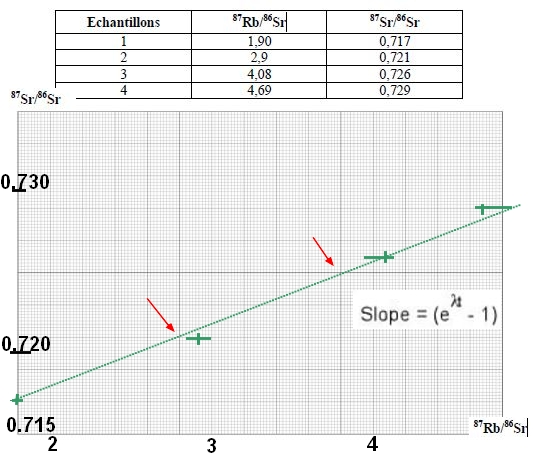 Echantillons ⁸⁷Rb/⁸⁶Sr ⁸⁷Sr/⁸⁶Sr
1 1,90 0,717
2 2,9 0,721
3 4,08 0,726
4 4,69 0,729
⁸⁷Sr/⁸⁶Sr
0.730
Slope = (e^λt - 1)
0.720
0.715
⁸⁷Rb/⁸⁶Sr
2 3 4